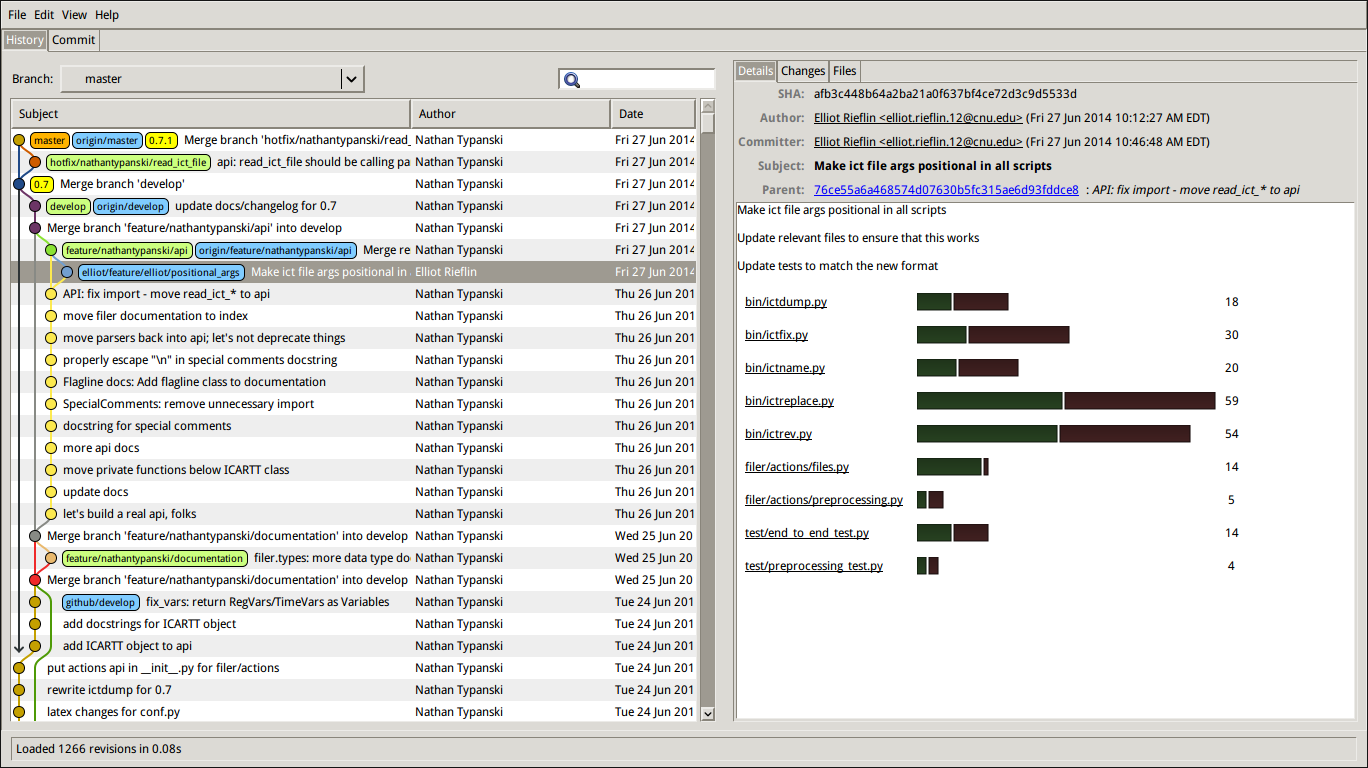 File Edit View Help
History Commit
Branch: master
Subject Author Date
master origin/master 0.7.1 Merge branch 'hotfix/nathantypanski/read_ Nathan Typanski Fri 27 Jun 2014
hotfix/nathantypanski/read_ict_file api: read_ict_file should be calling pa Nathan Typanski Fri 27 Jun 2014
0.7 Merge branch 'develop' Nathan Typanski Fri 27 Jun 2014
develop origin/develop update docs/changelog for 0.7 Nathan Typanski Fri 27 Jun 2014
Merge branch 'feature/nathantypanski/api' into develop Nathan Typanski Fri 27 Jun 2014
feature/nathantypanski/api origin/feature/nathantypanski/api Merge re Nathan Typanski Fri 27 Jun 2014
elliot/feature/elliot/positional_args Make ict file args positional in Elliot Rieflin Fri 27 Jun 2014
API: fix import - move read_ict_* to api Nathan Typanski Thu 26 Jun 201
move filer documentation to index Nathan Typanski Thu 26 Jun 201
move parsers back into api; let's not deprecate things Nathan Typanski Thu 26 Jun 201
properly escape "\n" in special comments docstring Nathan Typanski Thu 26 Jun 201
Flagline docs: Add flagline class to documentation Nathan Typanski Thu 26 Jun 201
SpecialComments: remove unnecessary import Nathan Typanski Thu 26 Jun 201
docstring for special comments Nathan Typanski Thu 26 Jun 201
more api docs Nathan Typanski Thu 26 Jun 201
move private functions below ICARTT class Nathan Typanski Thu 26 Jun 201
update docs Nathan Typanski Thu 26 Jun 201
let's build a real api, folks Nathan Typanski Thu 26 Jun 201
Merge branch 'feature/nathantypanski/documentation' into develop Nathan Typanski Wed 25 Jun 20
feature/nathantypanski/documentation filer.types: more data type do Nathan Typanski Wed 25 Jun 20
Merge branch 'feature/nathantypanski/documentation' into develop Nathan Typanski Wed 25 Jun 20
github/develop fix_vars: return RegVars/TimeVars as Variables Nathan Typanski Tue 24 Jun 201
add docstrings for ICARTT object Nathan Typanski Tue 24 Jun 201
add ICARTT object to api Nathan Typanski Tue 24 Jun 201
put actions api in __init__.py for filer/actions Nathan Typanski Tue 24 Jun 201
rewrite ictdump for 0.7 Nathan Typanski Tue 24 Jun 201
latex changes for conf.py Nathan Typanski Tue 24 Jun 201
Details Changes Files
SHA: afb3c448b64a2ba21a0f637bf4ce72d3c9d5533d
Author: Elliot Rieflin <elliot.rieflin.12@cnu.edu> (Fri 27 Jun 2014 10:12:27 AM EDT)
Committer: Elliot Rieflin <elliot.rieflin.12@cnu.edu> (Fri 27 Jun 2014 10:46:48 AM EDT)
Subject: Make ict file args positional in all scripts
Parent: 76ce55a6a468574d07630b5fc315ae6d93fddce8 : API: fix import - move read_ict_* to api
Make ict file args positional in all scripts
Update relevant files to ensure that this works
Update tests to match the new format
bin/ictdump.py 18
bin/ictfix.py 30
bin/ictname.py 20
bin/ictreplace.py 59
bin/ictrev.py 54
filer/actions/files.py 14
filer/actions/preprocessing.py 5
test/end_to_end_test.py 14
test/preprocessing_test.py 4
Loaded 1266 revisions in 0.08s